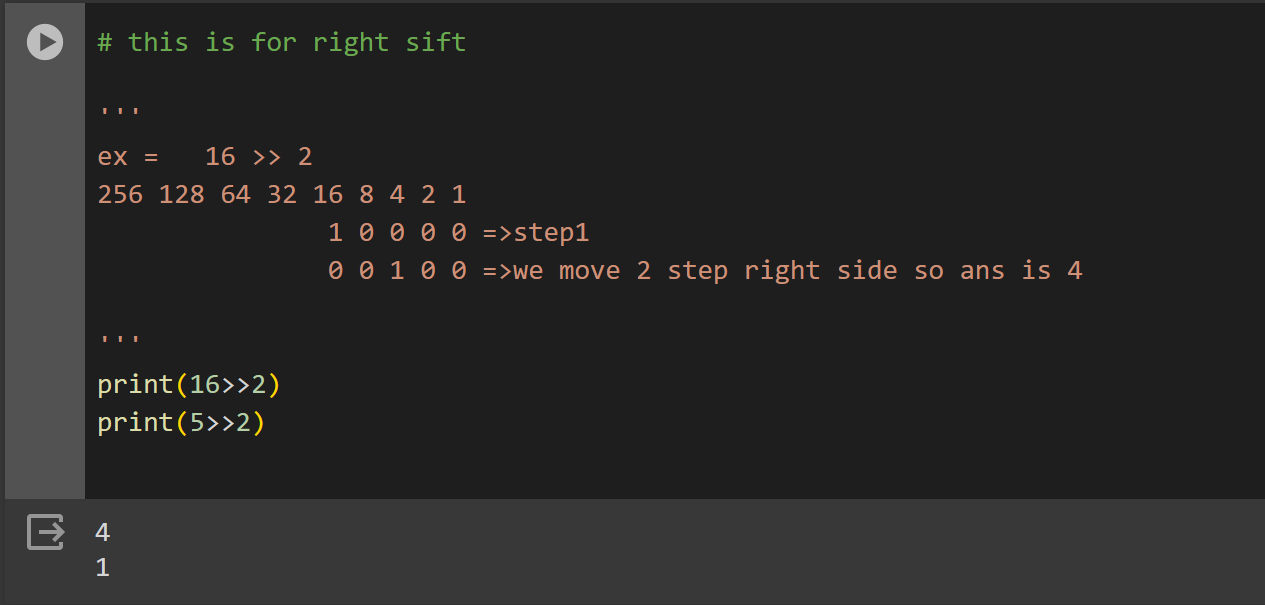 # this is for right sift
'''
ex =   16 >> 2
256 128 64 32 16 8 4 2 1
               1 0 0 0 0 =>step1
               0 0 1 0 0 =>we move 2 step right side so ans is 4
'''
print(16>>2)
print(5>>2)
4
1